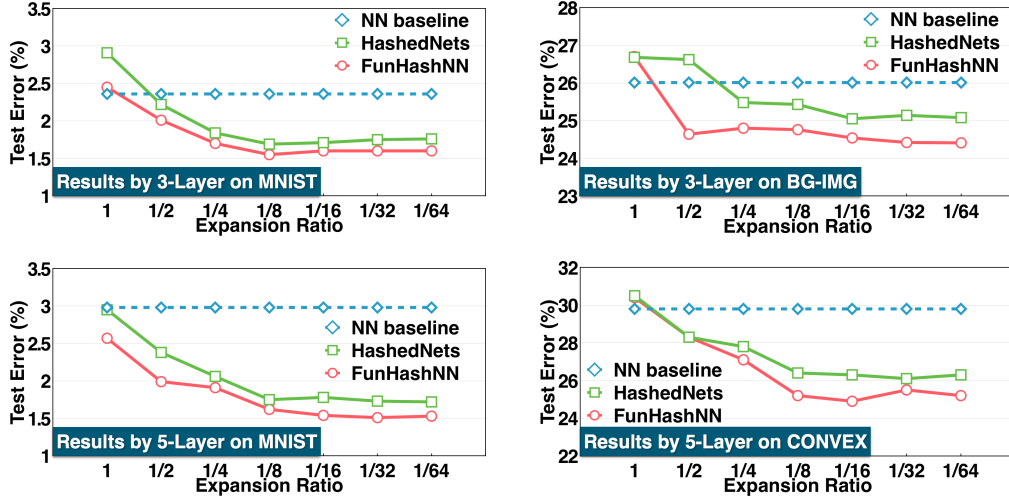 3.5
3
2.5
2
1.5
1
Test Error (%)
NN baseline
HashedNets
FunHashNN
Results by 3-Layer on MNIST
1 1/2 1/4 1/8 1/16 1/32 1/64
Expansion Ratio
28
27
26
25
24
23
Test Error (%)
NN baseline
HashedNets
FunHashNN
Results by 3-Layer on BG-IMG
1 1/2 1/4 1/8 1/16 1/32 1/64
Expansion Ratio
3.5
3
2.5
2
1.5
1
Test Error (%)
NN baseline
HashedNets
FunHashNN
Results by 5-Layer on MNIST
1 1/2 1/4 1/8 1/16 1/32 1/64
Expansion Ratio
32
30
28
26
24
22
Test Error (%)
NN baseline
HashedNets
FunHashNN
Results by 5-Layer on CONVEX
1 1/2 1/4 1/8 1/16 1/32 1/64
Expansion Ratio